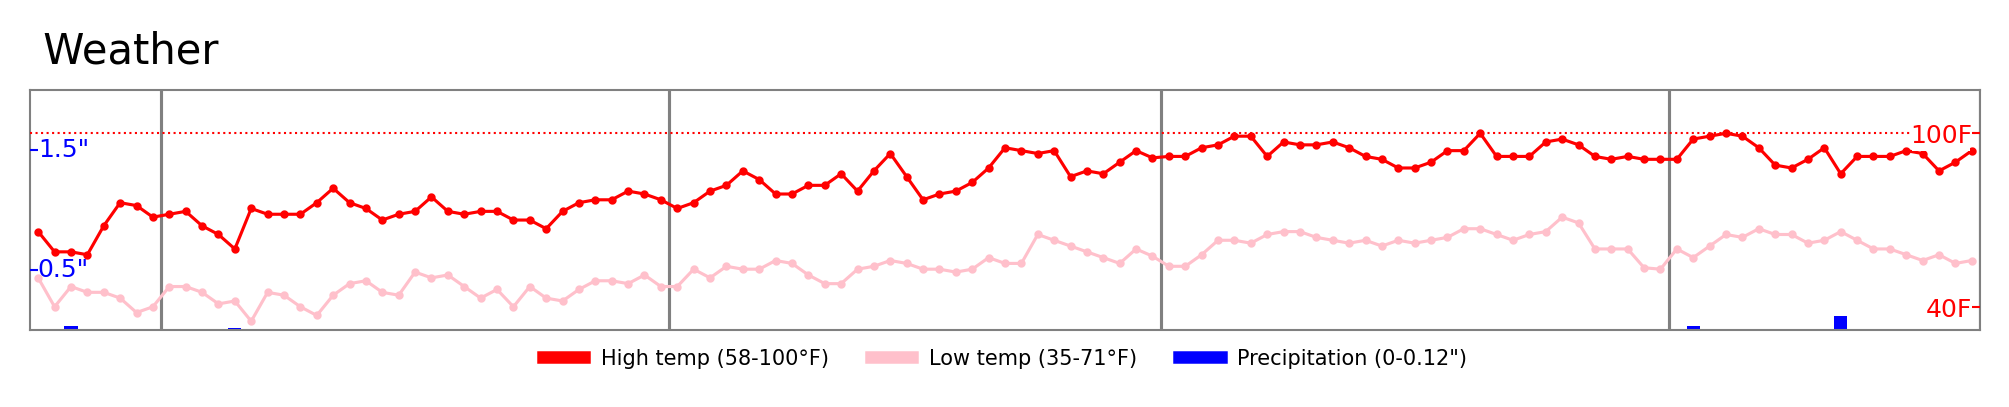 Weather
1.5"
100F
0.5"
40F
High temp (58-100°F) Low temp (35-71°F) Precipitation (0-0.12")